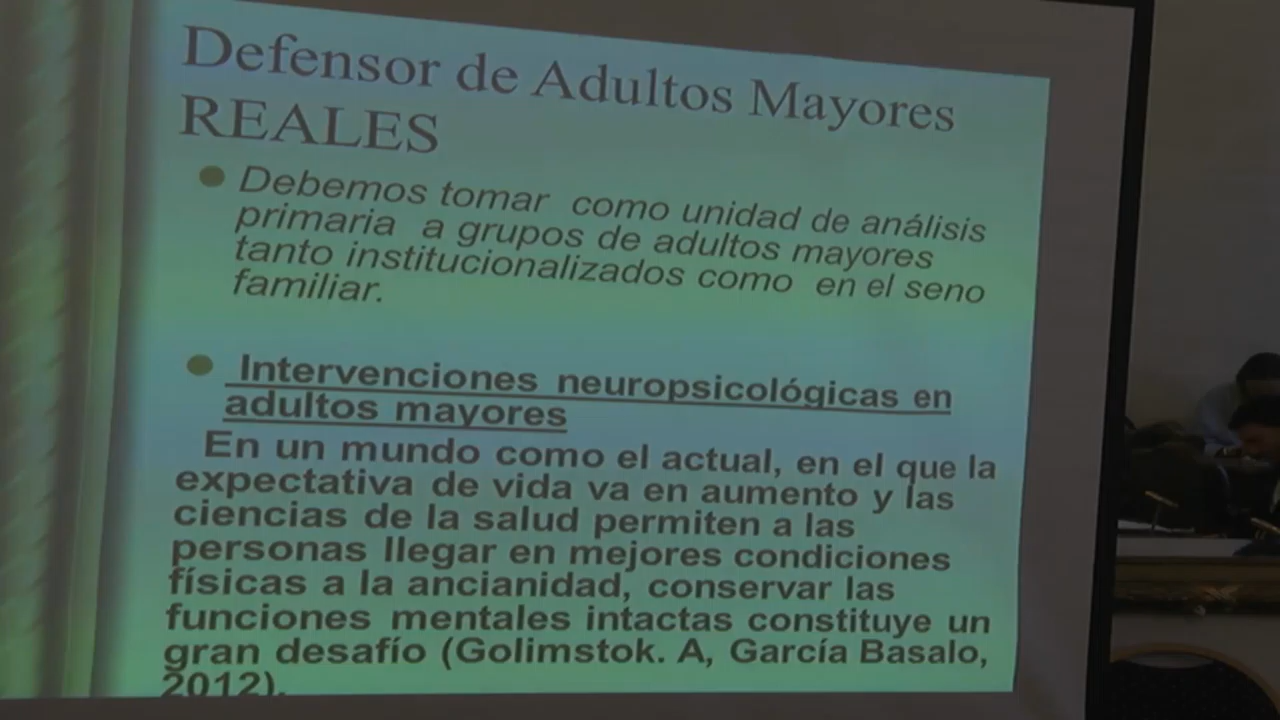 Defensor de Adultos Mayores
REALES
Debemos tomar como unidad de análisis
primaria a grupos de adultos mayores
tanto institucionalizados como en el seno
familiar.
Intervenciones neuropsicológicas en
adultos mayores
En un mundo como el actual, en el que la
expectativa de vida va en aumento y las
ciencias de la salud permiten a las
personas llegar en mejores condiciones
físicas a la ancianidad, conservar las
funciones mentales intactas constituye un
gran desafío (Golimstok. A, García Basalo,
2012).